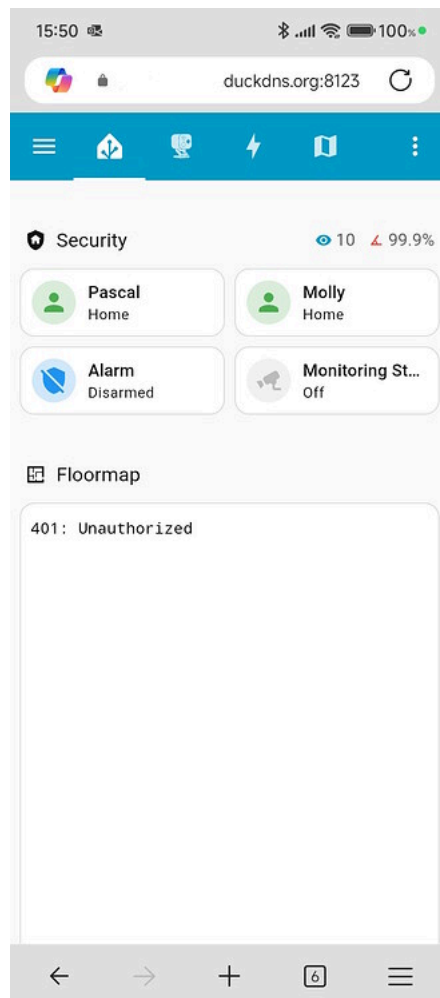 15:50
100%
duckdns.org:8123
Security
10
99.9%
Pascal
Home
Molly
Home
Alarm
Disarmed
Monitoring St...
Off
Floormap
401: Unauthorized
6